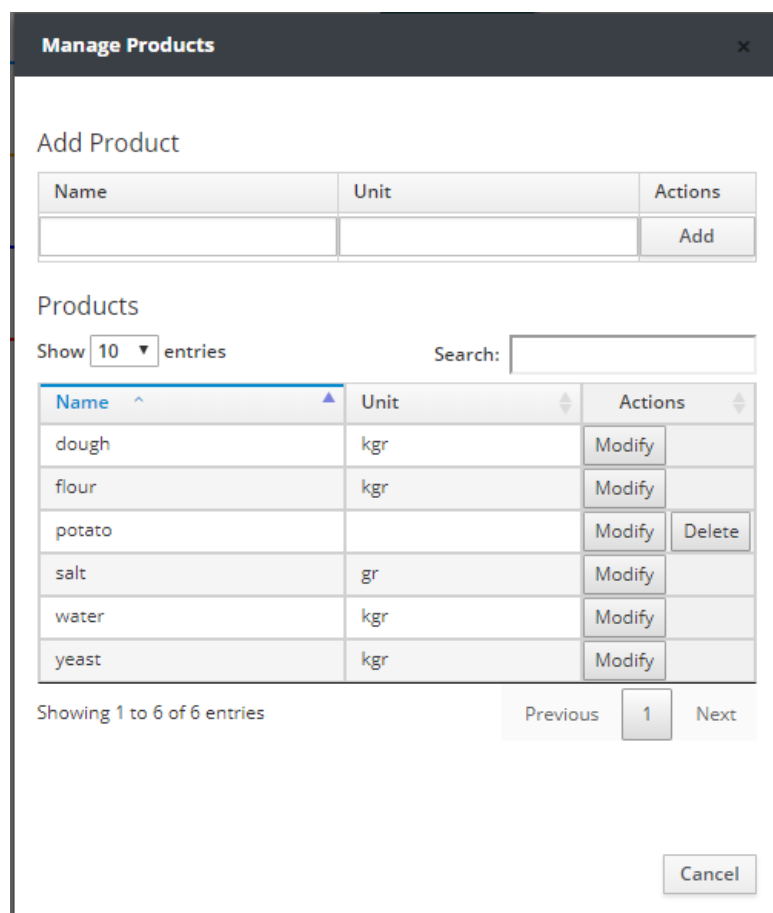 Manage Products ×
Add Product
Name Unit Actions
Add
Products
Show 10 entries Search:
Name Unit Actions
dough kgr Modify
flour kgr Modify
potato Modify Delete
salt gr Modify
water kgr Modify
yeast kgr Modify
Showing 1 to 6 of 6 entries Previous 1 Next
Cancel